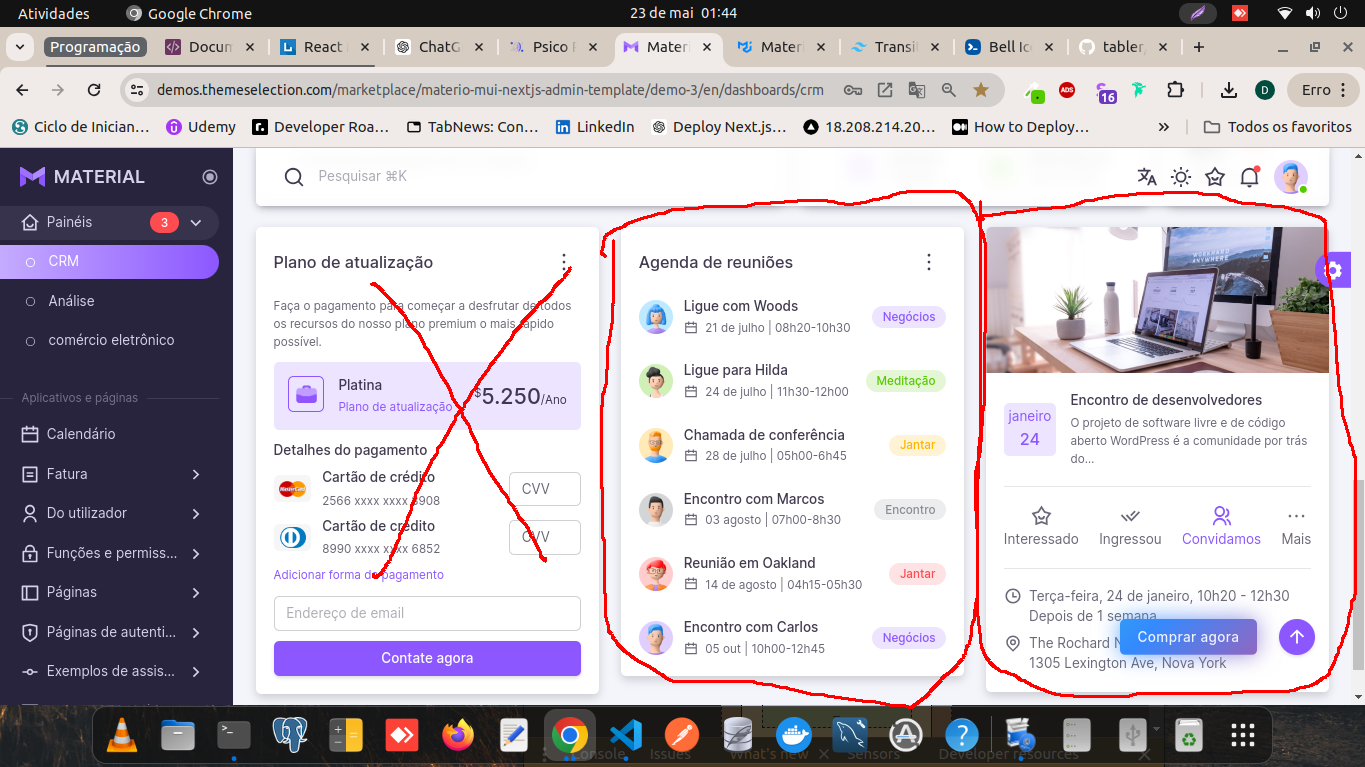 Atividades
Google Chrome
23 de mai 01:44
Programação
Docum
React
ChatG
Psico
Materi
Materi
Transit
Bell Ico
tabler
demos.themeselection.com/marketplace/materio-mui-nextjs-admin-template/demo-3/en/dashboards/crm
ADS
16
D
Erro
Ciclo de Inician...
Udemy
Developer Roa...
TabNews: Con...
LinkedIn
Deploy Next.js...
18.208.214.20...
How to Deploy...
Todos os favoritos
MATERIAL
Pesquisar ⌘K
Painéis
3
CRM
Análise
comércio eletrônico
Aplicativos e páginas
Calendário
Fatura
Do utilizador
Funções e permiss...
Páginas
Páginas de autenti...
Exemplos de assis...
Plano de atualização
Faça o pagamento para começar a desfrutar de todos
os recursos do nosso plano premium o mais rápido
possível.
Platina
Plano de atualização
$5.250/Ano
Detalhes do pagamento
Cartão de crédito
2566 xxxx xxxx 8908
CVV
Cartão de crédito
8990 xxxx xxxx 6852
CVV
Adicionar forma de pagamento
Endereço de email
Contate agora
Agenda de reuniões
Ligue com Woods
21 de julho | 08h20-10h30
Negócios
Ligue para Hilda
24 de julho | 11h30-12h00
Meditação
Chamada de conferência
28 de julho | 05h00-6h45
Jantar
Encontro com Marcos
03 agosto | 07h00-8h30
Encontro
Reunião em Oakland
14 de agosto | 04h15-05h30
Jantar
Encontro com Carlos
05 out | 10h00-12h45
Negócios
WORKHARD
ANYWHERE
janeiro
24
Encontro de desenvolvedores
O projeto de software livre e de código
aberto WordPress é a comunidade por trás
do...
Interessado
Ingressou
Convidamos
Mais
Terça-feira, 24 de janeiro, 10h20 - 12h30
Depois de 1 semana
The Rochard
1305 Lexington Ave, Nova York
Comprar agora
Console
Issues
What's new
Sensors
Developer resources